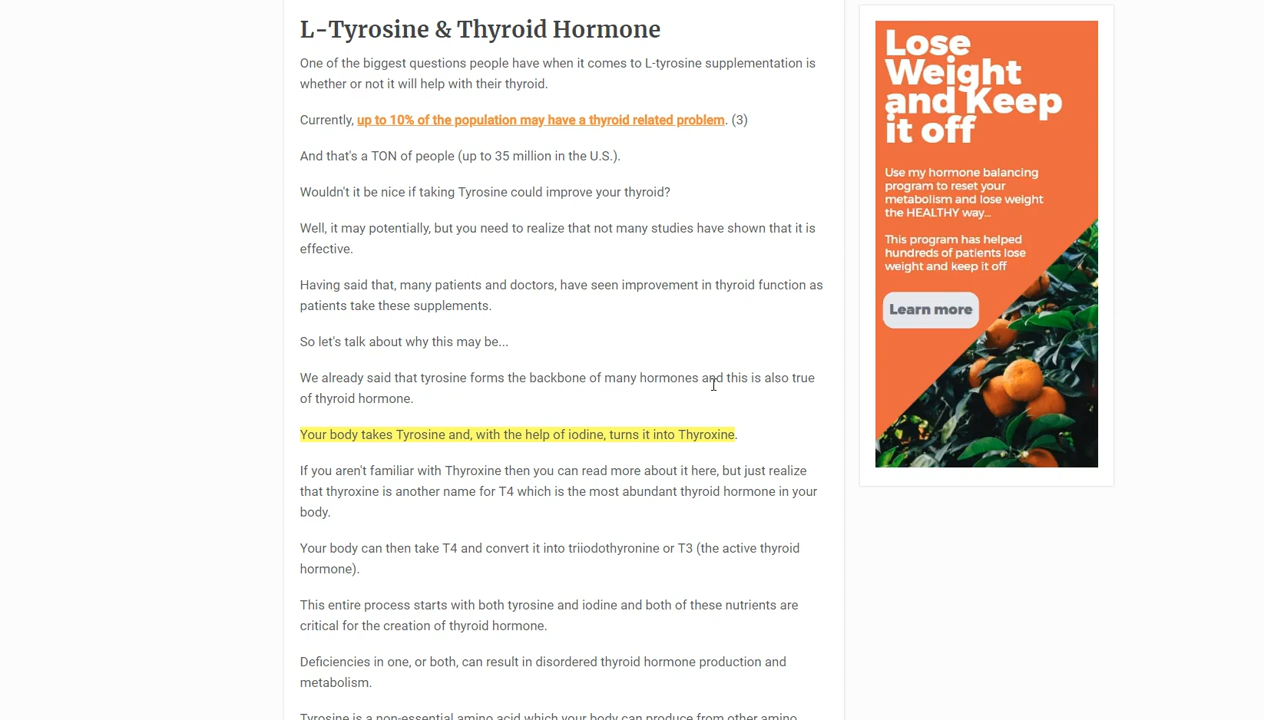 L-Tyrosine & Thyroid Hormone
One of the biggest questions people have when it comes to L-tyrosine supplementation is
whether or not it will help with their thyroid.
Currently, up to 10% of the population may have a thyroid related problem. (3)
And that's a TON of people (up to 35 million in the U.S.).
Wouldn't it be nice if taking Tyrosine could improve your thyroid?
Well, it may potentially, but you need to realize that not many studies have shown that it is
effective.
Having said that, many patients and doctors, have seen improvement in thyroid function as
patients take these supplements.
So let's talk about why this may be...
We already said that tyrosine forms the backbone of many hormones and this is also true
of thyroid hormone.
Your body takes Tyrosine and, with the help of iodine, turns it into Thyroxine.
If you aren't familiar with Thyroxine then you can read more about it here, but just realize
that thyroxine is another name for T4 which is the most abundant thyroid hormone in your
body.
Your body can then take T4 and convert it into triiodothyronine or T3 (the active thyroid
hormone).
This entire process starts with both tyrosine and iodine and both of these nutrients are
critical for the creation of thyroid hormone.
Deficiencies in one, or both, can result in disordered thyroid hormone production and
metabolism.
Tyrosine is a non-essential amino acid which your body can produce from other amino
Lose
Weight
and Keep
it off
Use my hormone balancing
program to reset your
metabolism and lose weight
the HEALTHY way...
This program has helped
hundreds of patients lose
weight and keep it off
Learn more